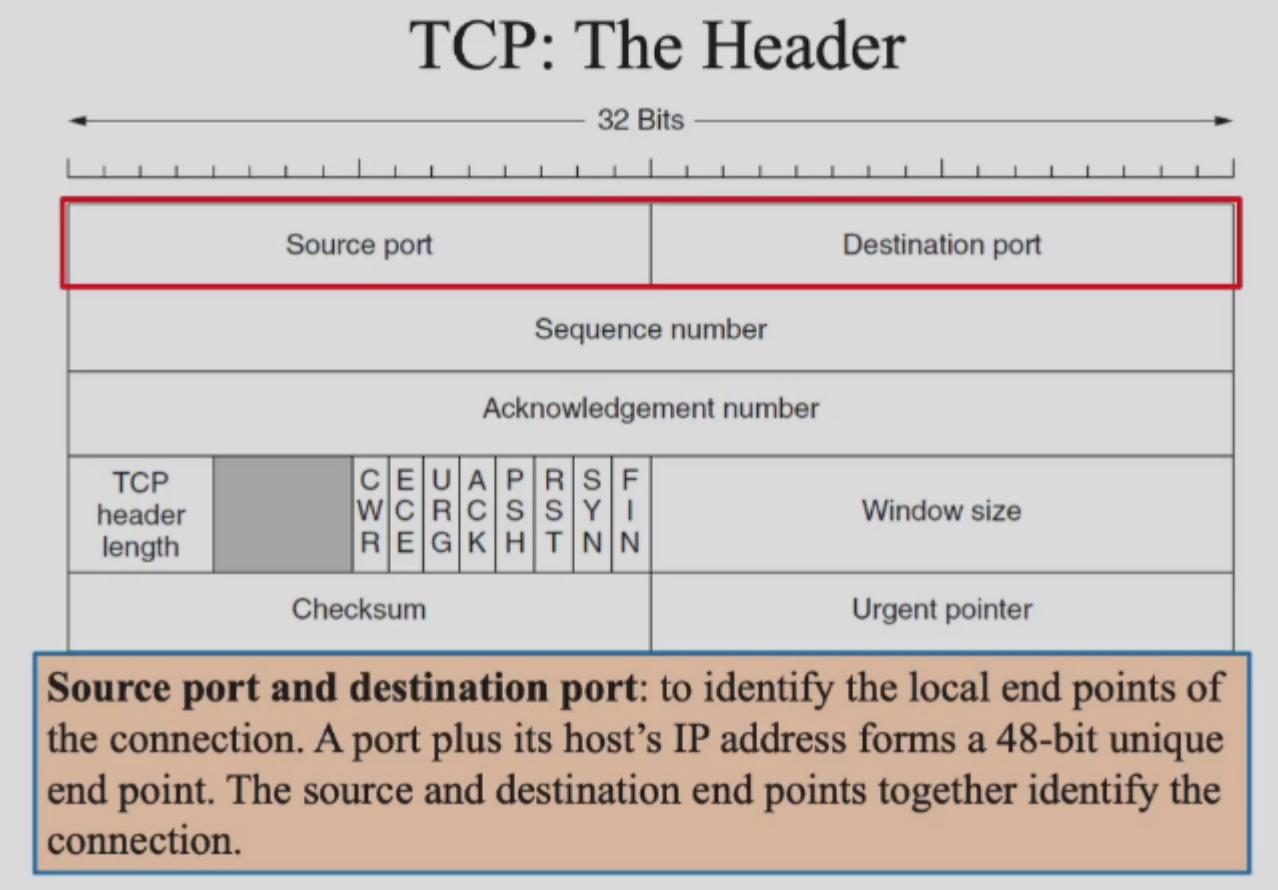 TCP: The Header
32 Bits
Source port
Destination port
Sequence number
Acknowledgement number
TCP
header
length
CWR
ECE
URG
ACK
PSH
RST
SYN
FIN
Window size
Checksum
Urgent pointer
Source port and destination port: to identify the local end points of
the connection. A port plus its host’s IP address forms a 48-bit unique
end point. The source and destination end points together identify the
connection.